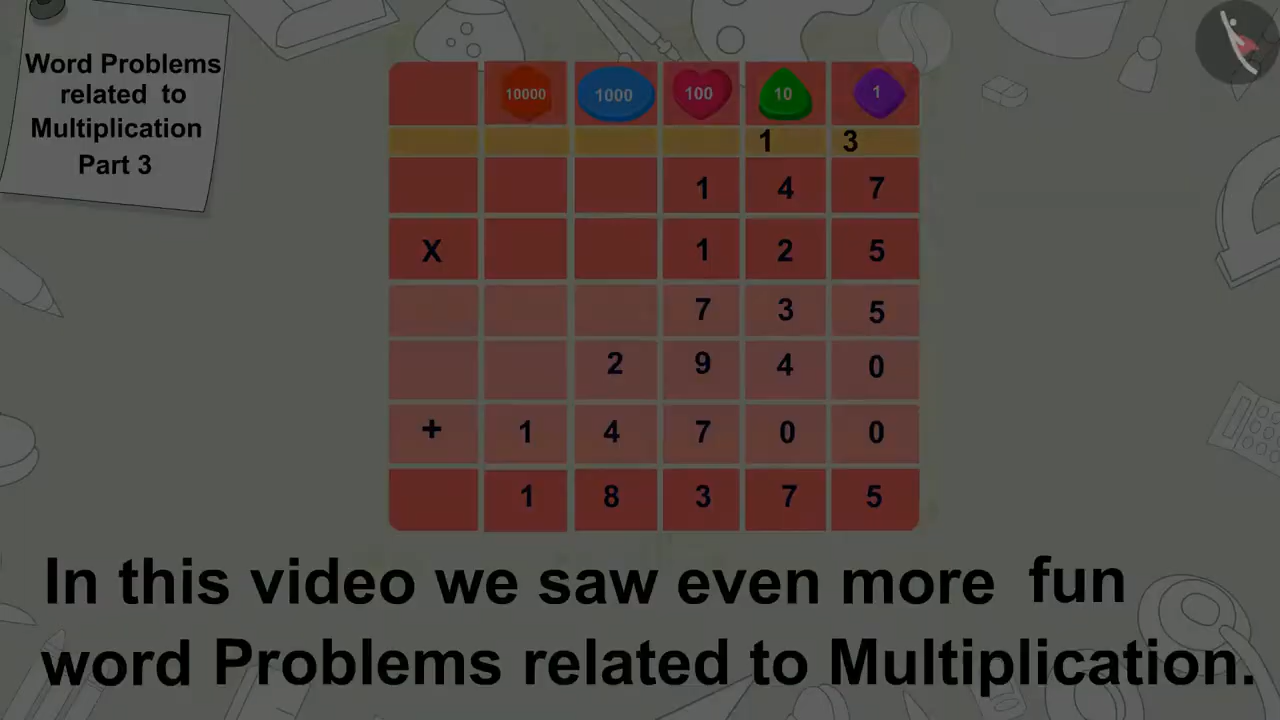 Word Problems
related to
Multiplication
Part 3
10000 1000 100 10 1
1 3
1 4 7
X 1 2 5
7 3 5
2 9 4 0
+ 1 4 7 0 0
1 8 3 7 5
In this video we saw even more fun
word Problems related to Multiplication.